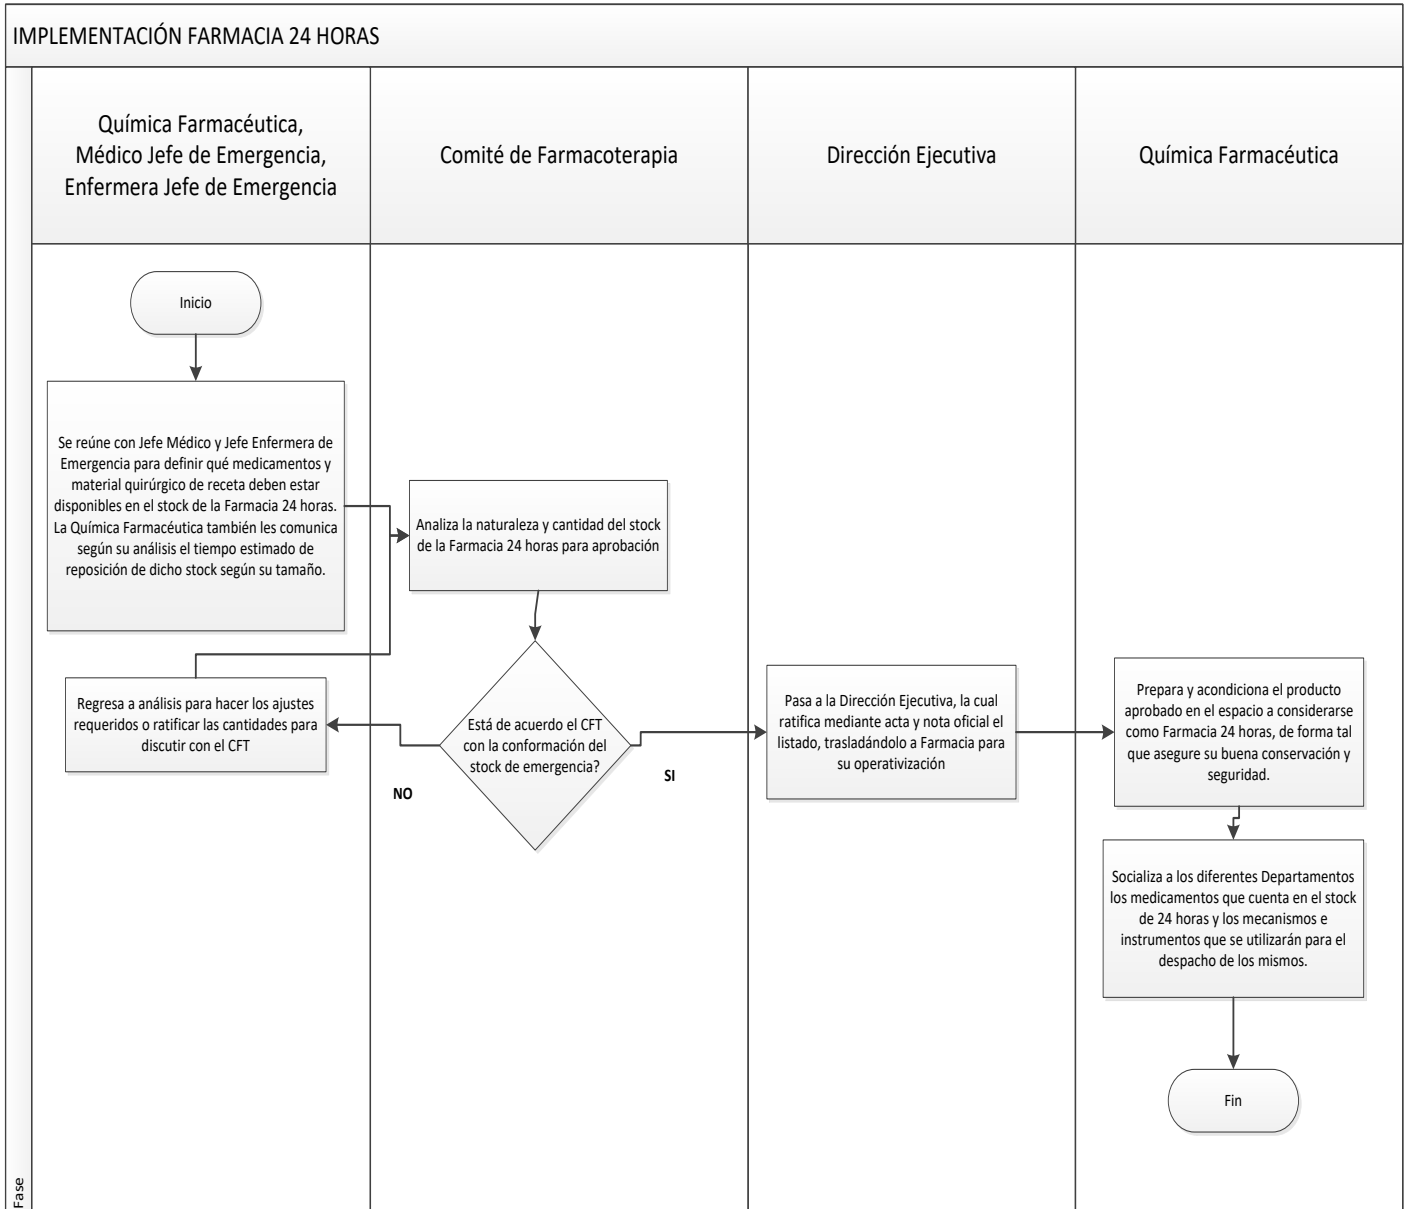 IMPLEMENTACIÓN FARMACIA 24 HORAS
Química Farmacéutica,
Médico Jefe de Emergencia,
Enfermera Jefe de Emergencia
Comité de Farmacoterapia
Dirección Ejecutiva
Química Farmacéutica
Inicio
Se reúne con Jefe Médico y Jefe Enfermera de
Emergencia para definir qué medicamentos y
material quirúrgico de receta deben estar
disponibles en el stock de la Farmacia 24 horas.
La Química Farmacéutica también les comunica
según su análisis el tiempo estimado de
reposición de dicho stock según su tamaño.
Analiza la naturaleza y cantidad del stock
de la Farmacia 24 horas para aprobación
Regresa a análisis para hacer los ajustes
requeridos o ratificar las cantidades para
discutir con el CFT
Está de acuerdo el CFT
con la conformación del
stock de emergencia?
NO
SI
Pasa a la Dirección Ejecutiva, la cual
ratifica mediante acta y nota oficial el
listado, trasladándolo a Farmacia para
su operativización
Prepara y acondiciona el producto
aprobado en el espacio a considerarse
como Farmacia 24 horas, de forma tal
que asegure su buena conservación y
seguridad.
Socializa a los diferentes Departamentos
los medicamentos que cuenta en el stock
de 24 horas y los mecanismos e
instrumentos que se utilizarán para el
despacho de los mismos.
Fin
Fase